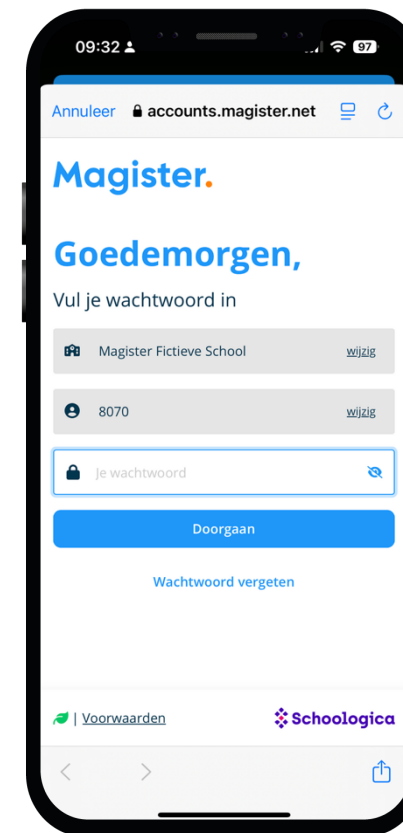 09:32
97
Annuleer accounts.magister.net
Magister.
Goedemorgen,
Vul je wachtwoord in
Magister Fictieve School wijzig
8070 wijzig
Je wachtwoord
Doorgaan
Wachtwoord vergeten
| Voorwaarden Schoologica